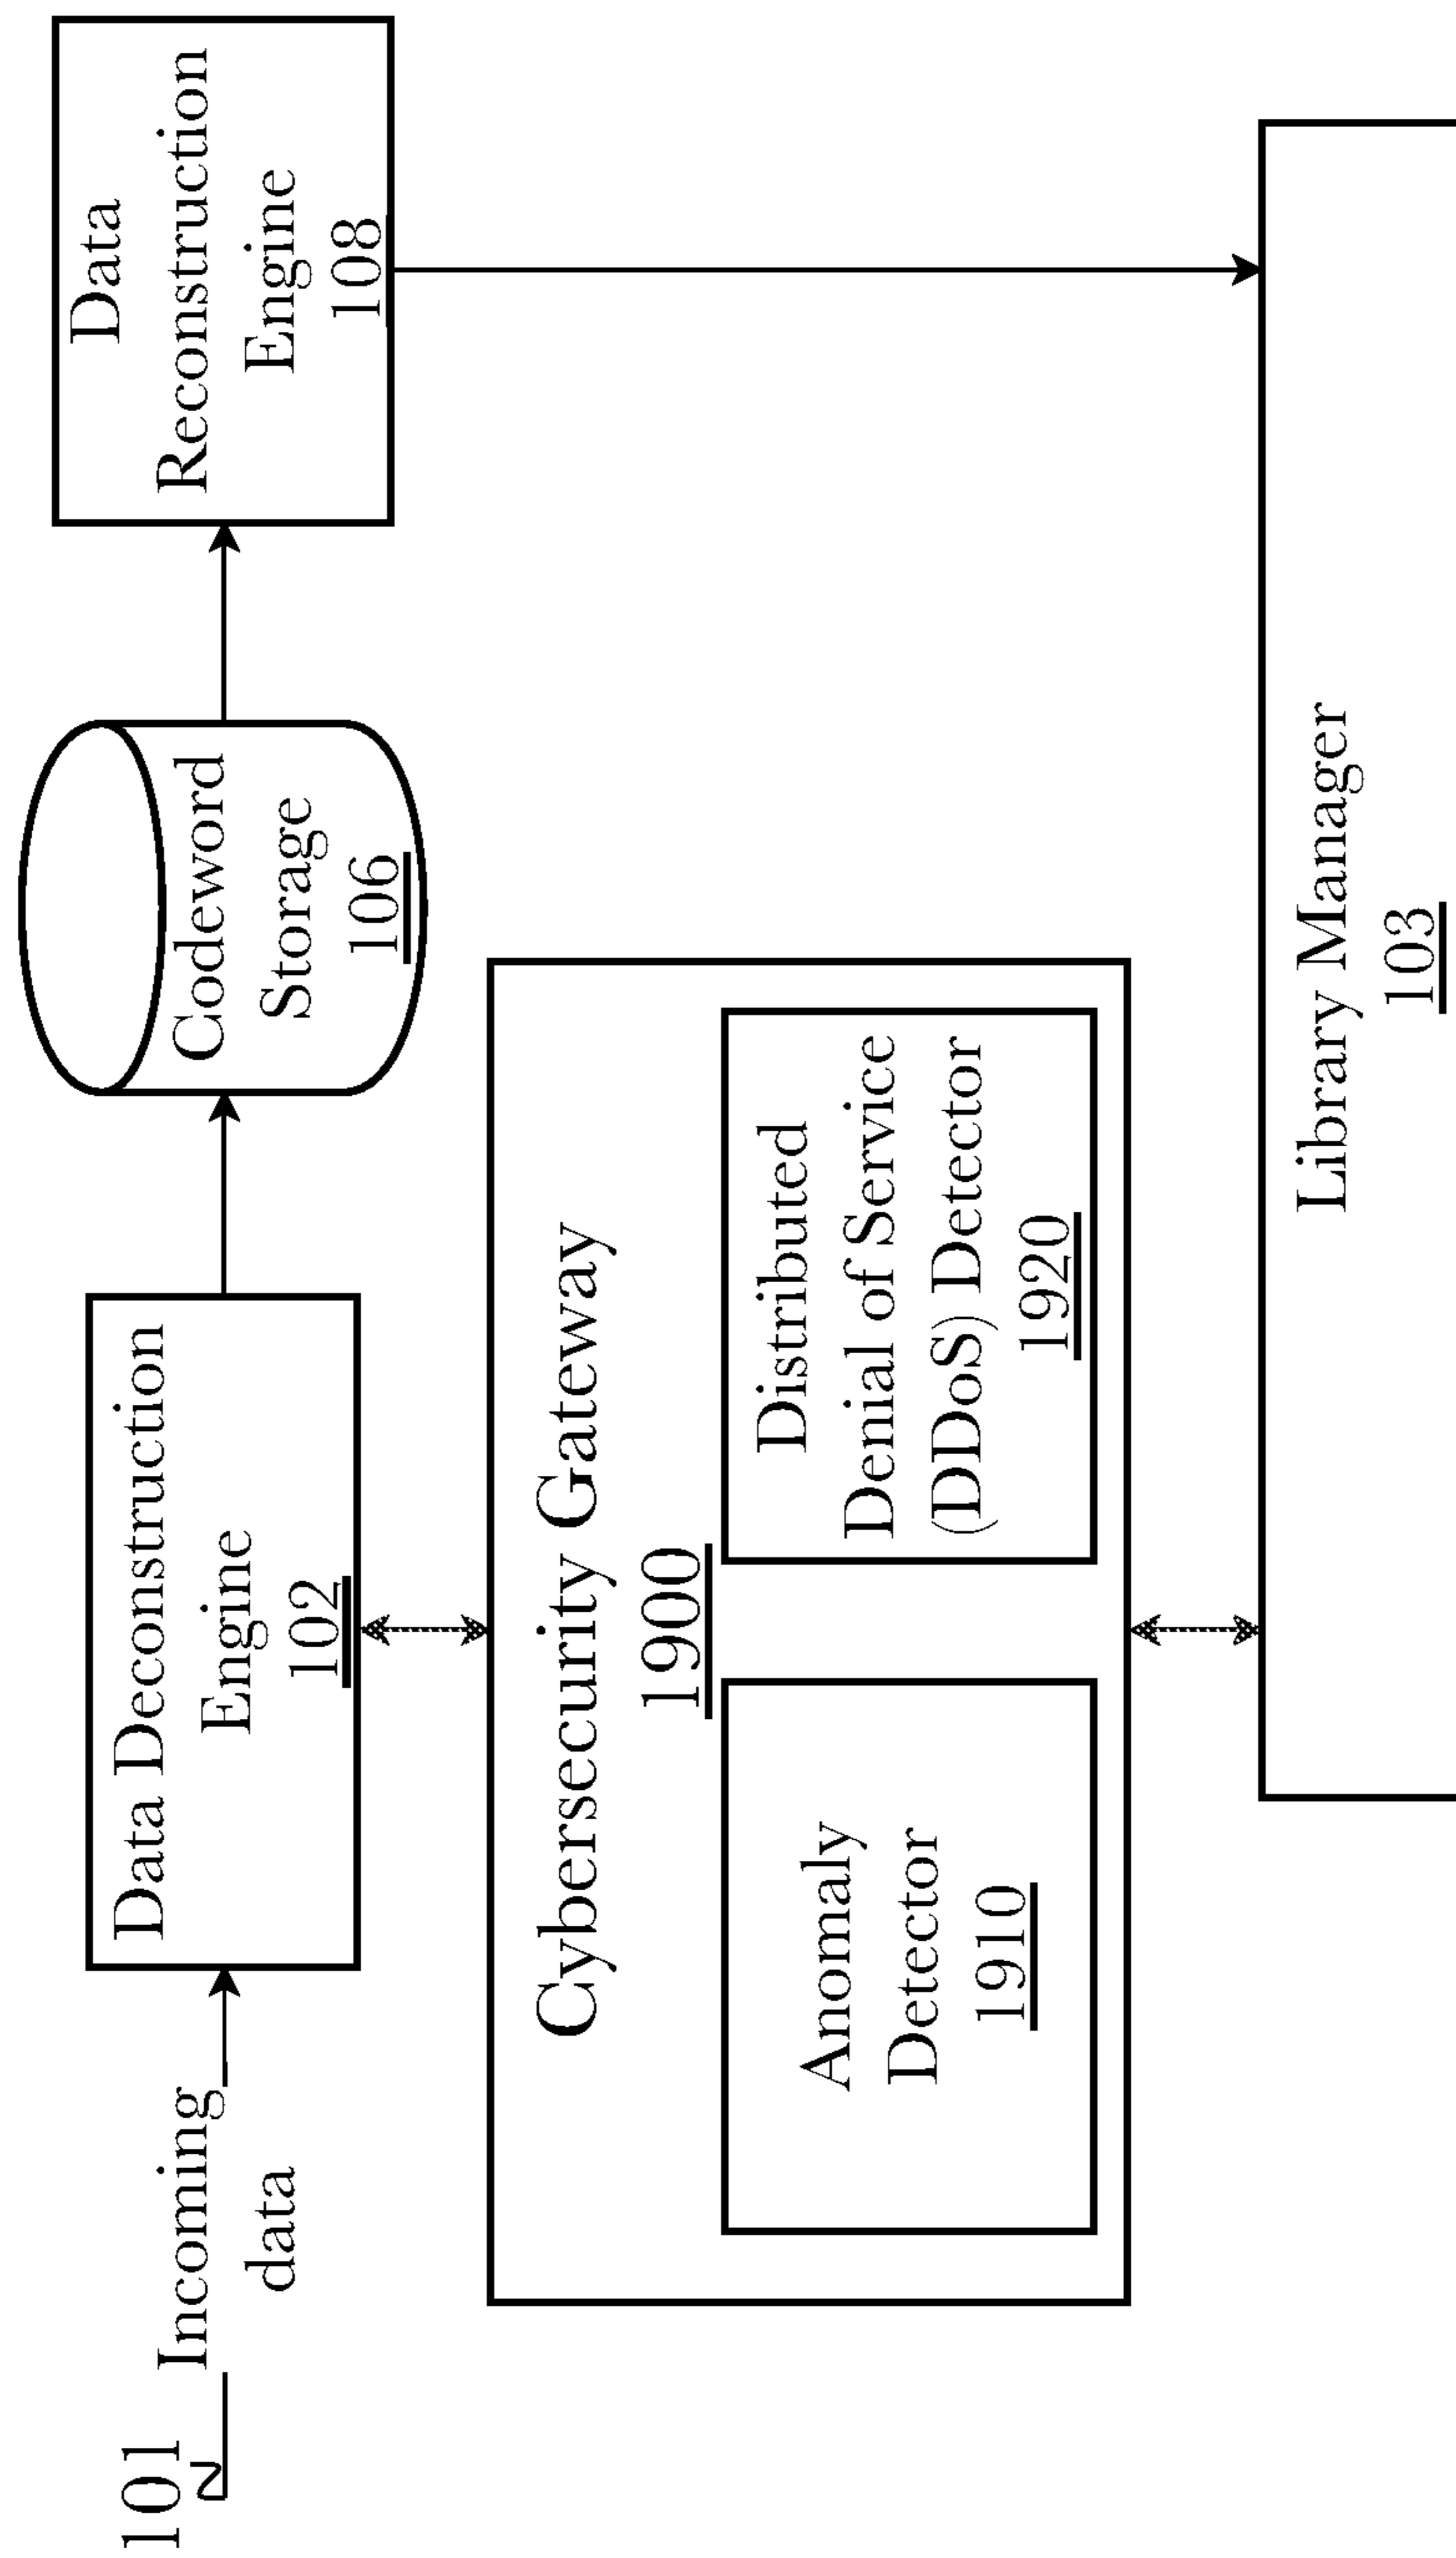 101
Incoming
data
Data Deconstruction
Engine
102
Codeword
Storage
106
Data
Reconstruction
Engine
108
Cybersecurity Gateway
1900
Anomaly
Detector
1910
Distributed
Denial of Service
(DDoS) Detector
1920
Library Manager
103